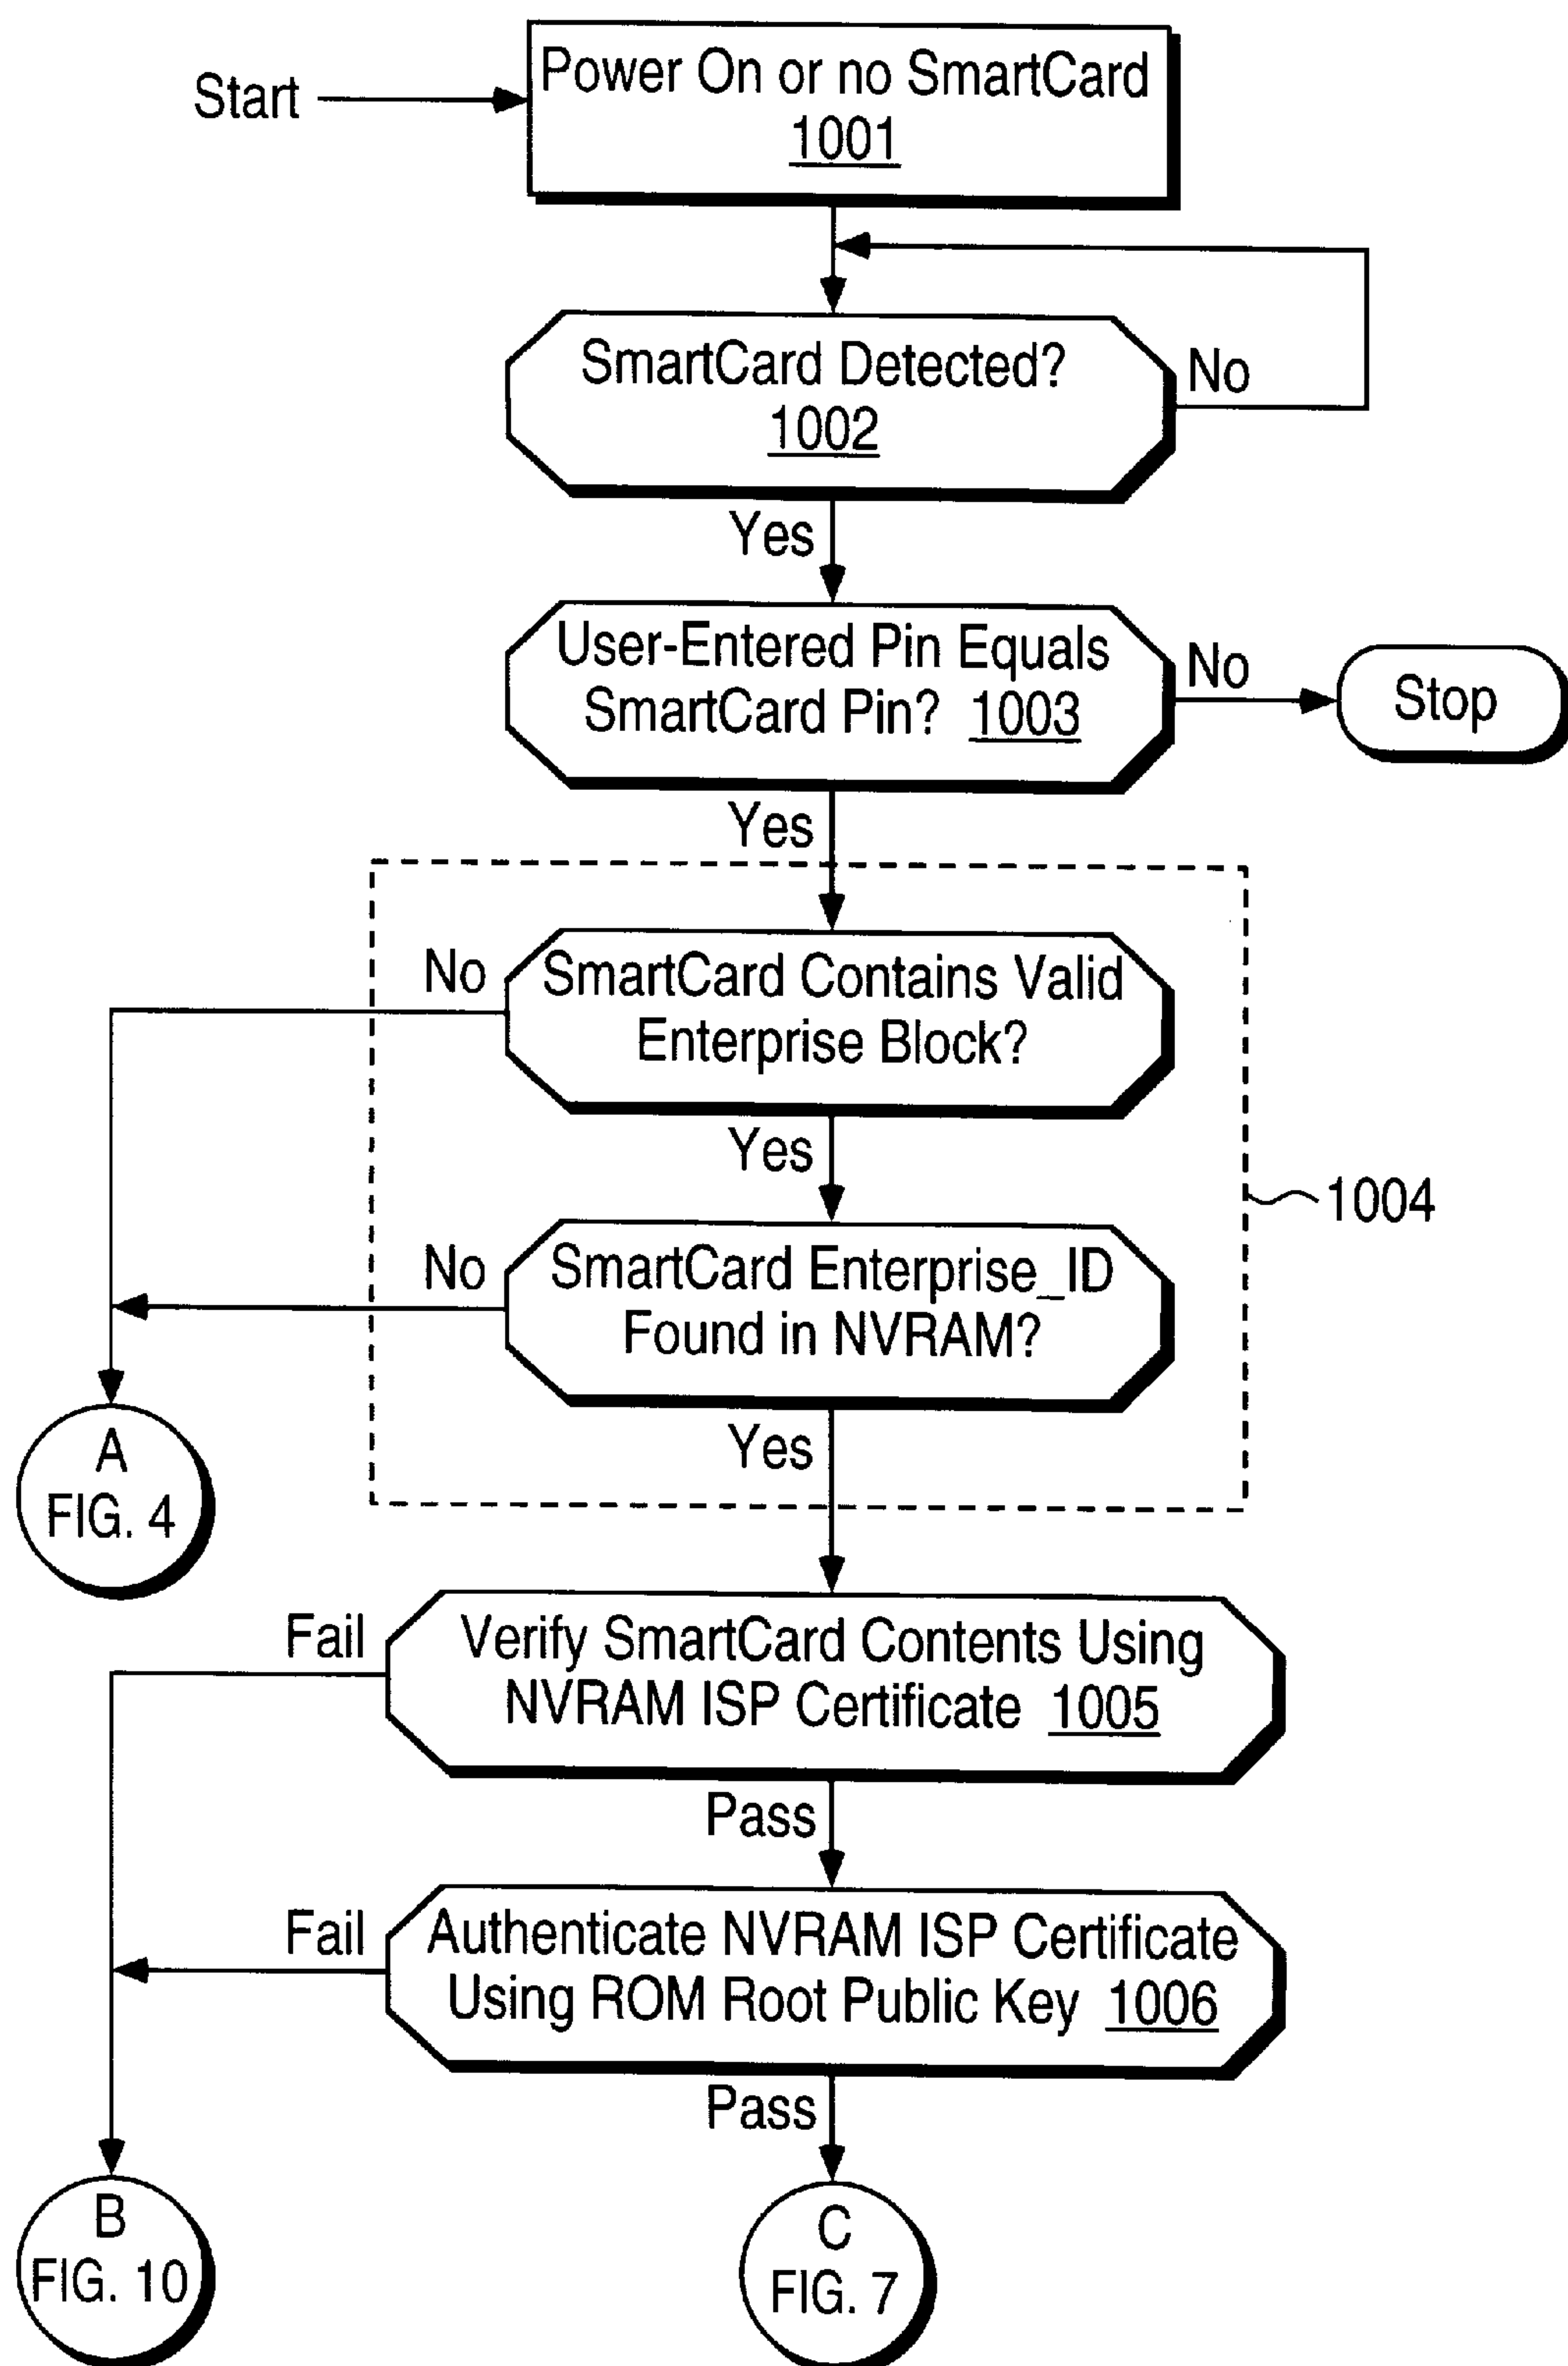 Start
Power On or no SmartCard
1001
SmartCard Detected?
1002
No
Yes
User-Entered Pin Equals
SmartCard Pin? 1003
No
Stop
Yes
No
SmartCard Contains Valid
Enterprise Block?
Yes
1004
No
SmartCard Enterprise_ID
Found in NVRAM?
Yes
A
FIG. 4
Fail
Verify SmartCard Contents Using
NVRAM ISP Certificate 1005
Pass
Fail
Authenticate NVRAM ISP Certificate
Using ROM Root Public Key 1006
Pass
B
FIG. 10
C
FIG. 7